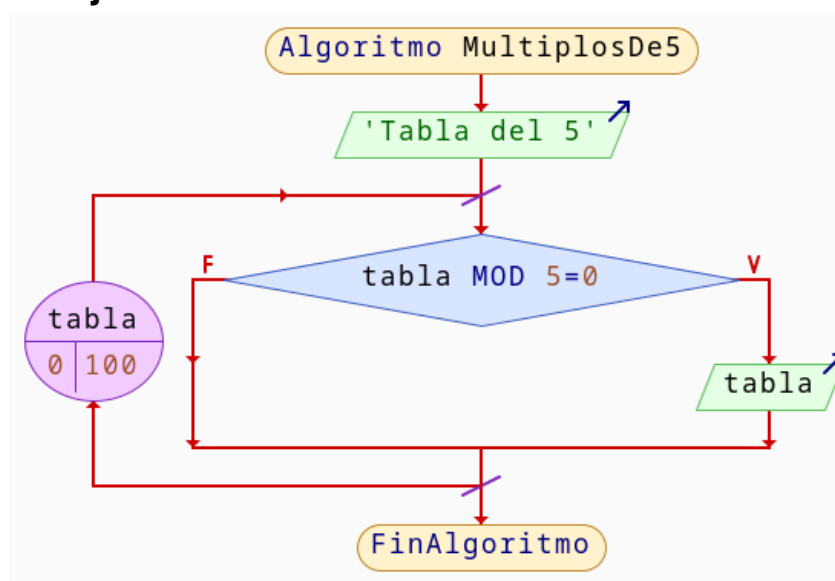 Algoritmo MultiplosDe5
'Tabla del 5'
F
V
tabla MOD 5=0
tabla
0 100
tabla
FinAlgoritmo